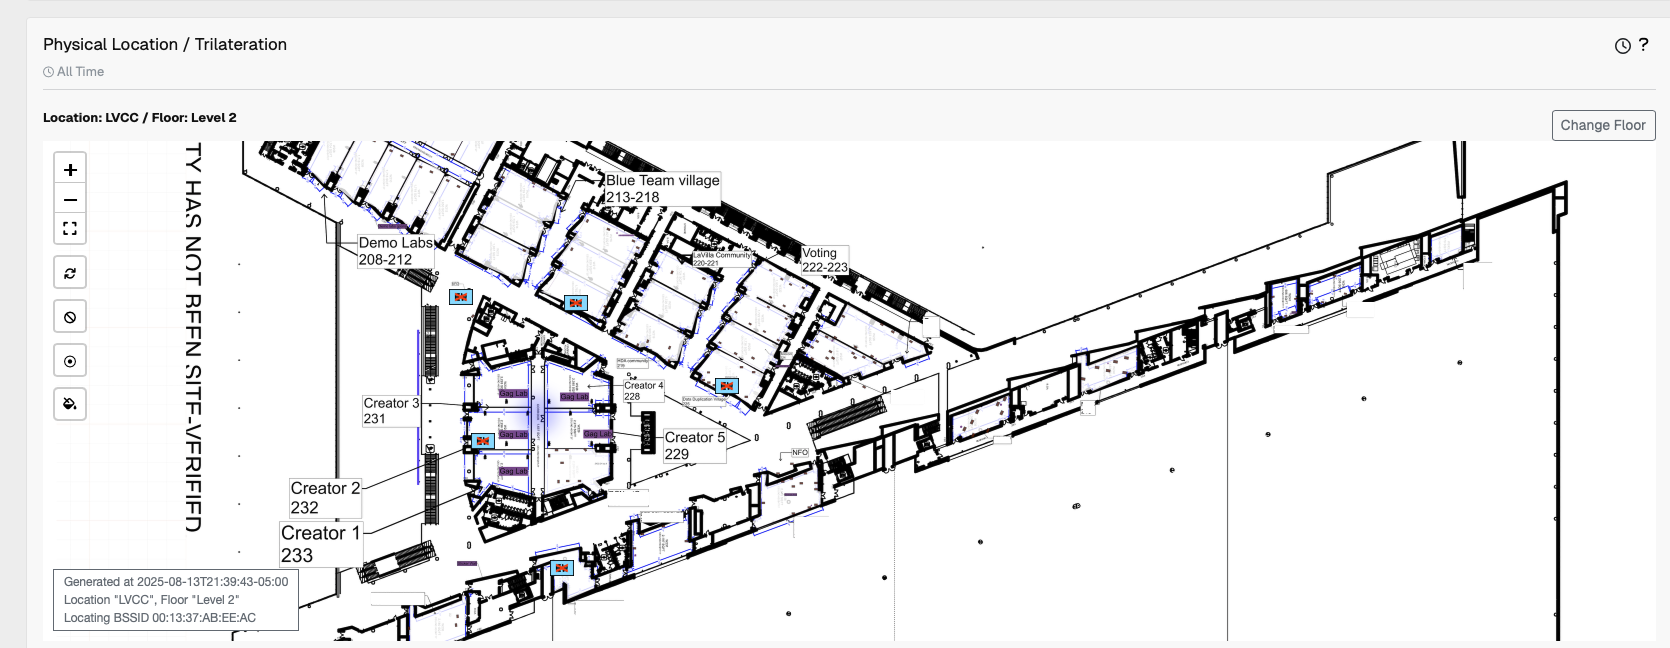 Physical Location / Trilateration
?
All Time
Location: LVCC / Floor: Level 2
Change Floor
TY HAS NOT BEEN SITE-VERIFIED
Blue Team village
213-218
Demo Labs
208-212
LaVilla Community
220-221
Voting
222-223
Creator 4
228
Creator 3
231
Gag Lab
Gag Lab
Gag Lab
Gag Lab
Gag Lab
Creator 5
229
NFO
Creator 2
232
Creator 1
233
Generated at 2025-08-13T21:39:43-05:00
Location "LVCC", Floor "Level 2"
Locating BSSID 00:13:37:AB:EE:AC